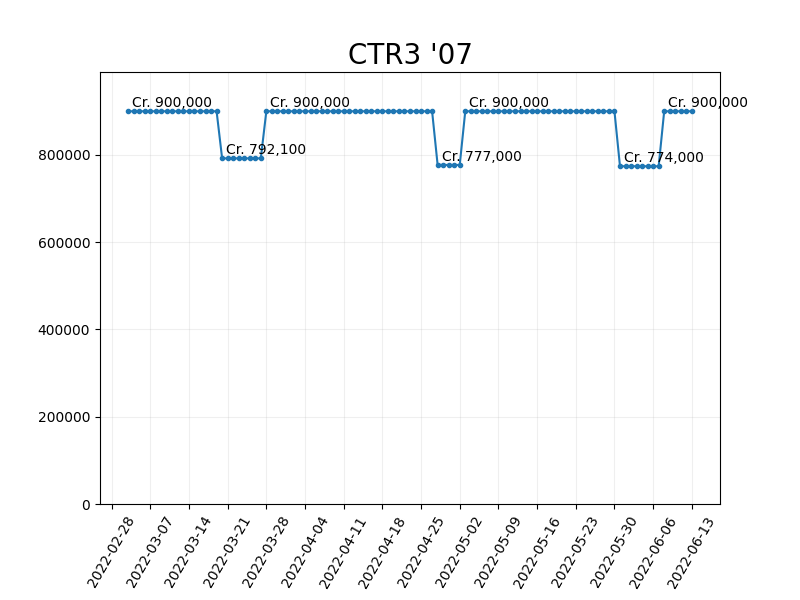 CTR3 '07
Cr. 900,000
Cr. 900,000
Cr. 900,000
Cr. 900,000
Cr. 792,100
Cr. 777,000
Cr. 774,000
800000
600000
400000
200000
0
2022-02-28
2022-03-07
2022-03-14
2022-03-21
2022-03-28
2022-04-04
2022-04-11
2022-04-18
2022-04-25
2022-05-02
2022-05-09
2022-05-16
2022-05-23
2022-05-30
2022-06-06
2022-06-13